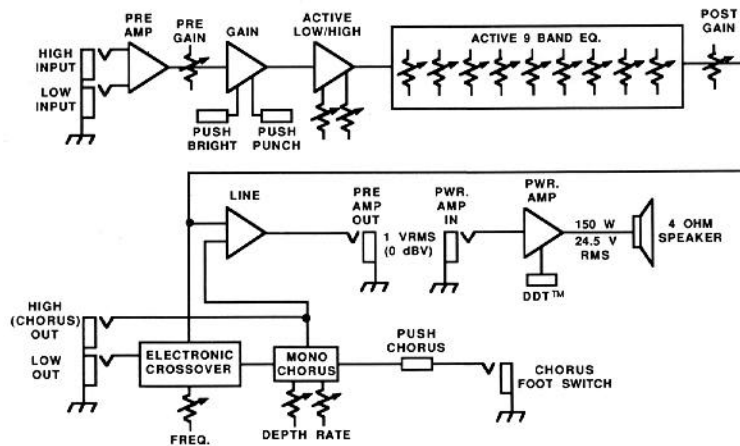 PRE
AMP
PRE
GAIN
GAIN
ACTIVE
LOW/HIGH
ACTIVE 9 BAND EQ.
POST
GAIN
HIGH
INPUT
LOW
INPUT
PUSH
BRIGHT
PUSH
PUNCH
LINE
PRE
AMP
OUT
1 VRMS
(0 dBV)
PWR.
AMP
IN
PWR.
AMP
150 W
24.5 V
RMS
4 OHM
SPEAKER
DDT™
HIGH
(CHORUS)
OUT
LOW
OUT
ELECTRONIC
CROSSOVER
MONO
CHORUS
PUSH
CHORUS
CHORUS
FOOT SWITCH
FREQ.
DEPTH RATE